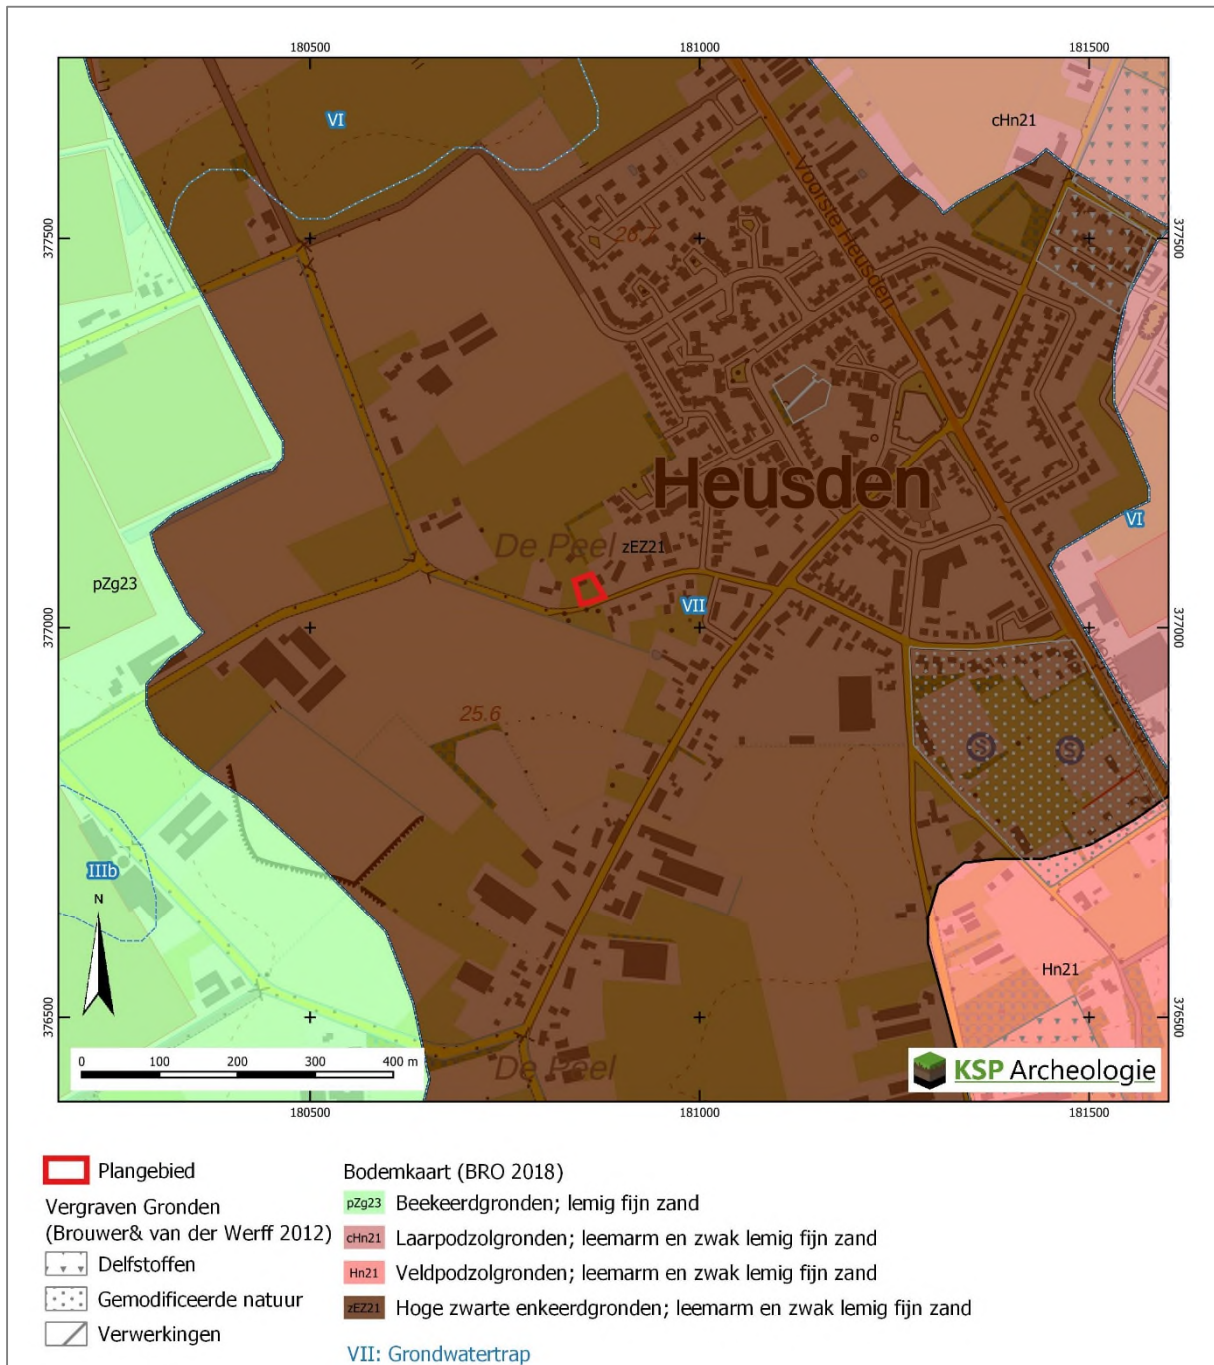 180500
181000
181500
VI
cHn21
Voorste Heusden
377500
26.7
377500
Heusden
VI
De Peel
zEZ21
pZg23
VII
377000
377000
25.6
S
S
IIIb
N
Hn21
376500
376500
0 100 200 300 400 m
De Peel
KSP Archeologie
180500
181000
181500
Plangebied
Vergraven Gronden
(Brouwer& van der Werff 2012)
Delfstoffen
Gemodificeerde natuur
Verwerkingen
Bodemkaart (BRO 2018)
pZg23 Beekeerdgronden; lemig fijn zand
cHn21 Laarpodzolgronden; leemarm en zwak lemig fijn zand
Hn21 Veldpodzolgronden; leemarm en zwak lemig fijn zand
zEZ21 Hoge zwarte enkeerdgronden; leemarm en zwak lemig fijn zand
VII: Grondwatertrap